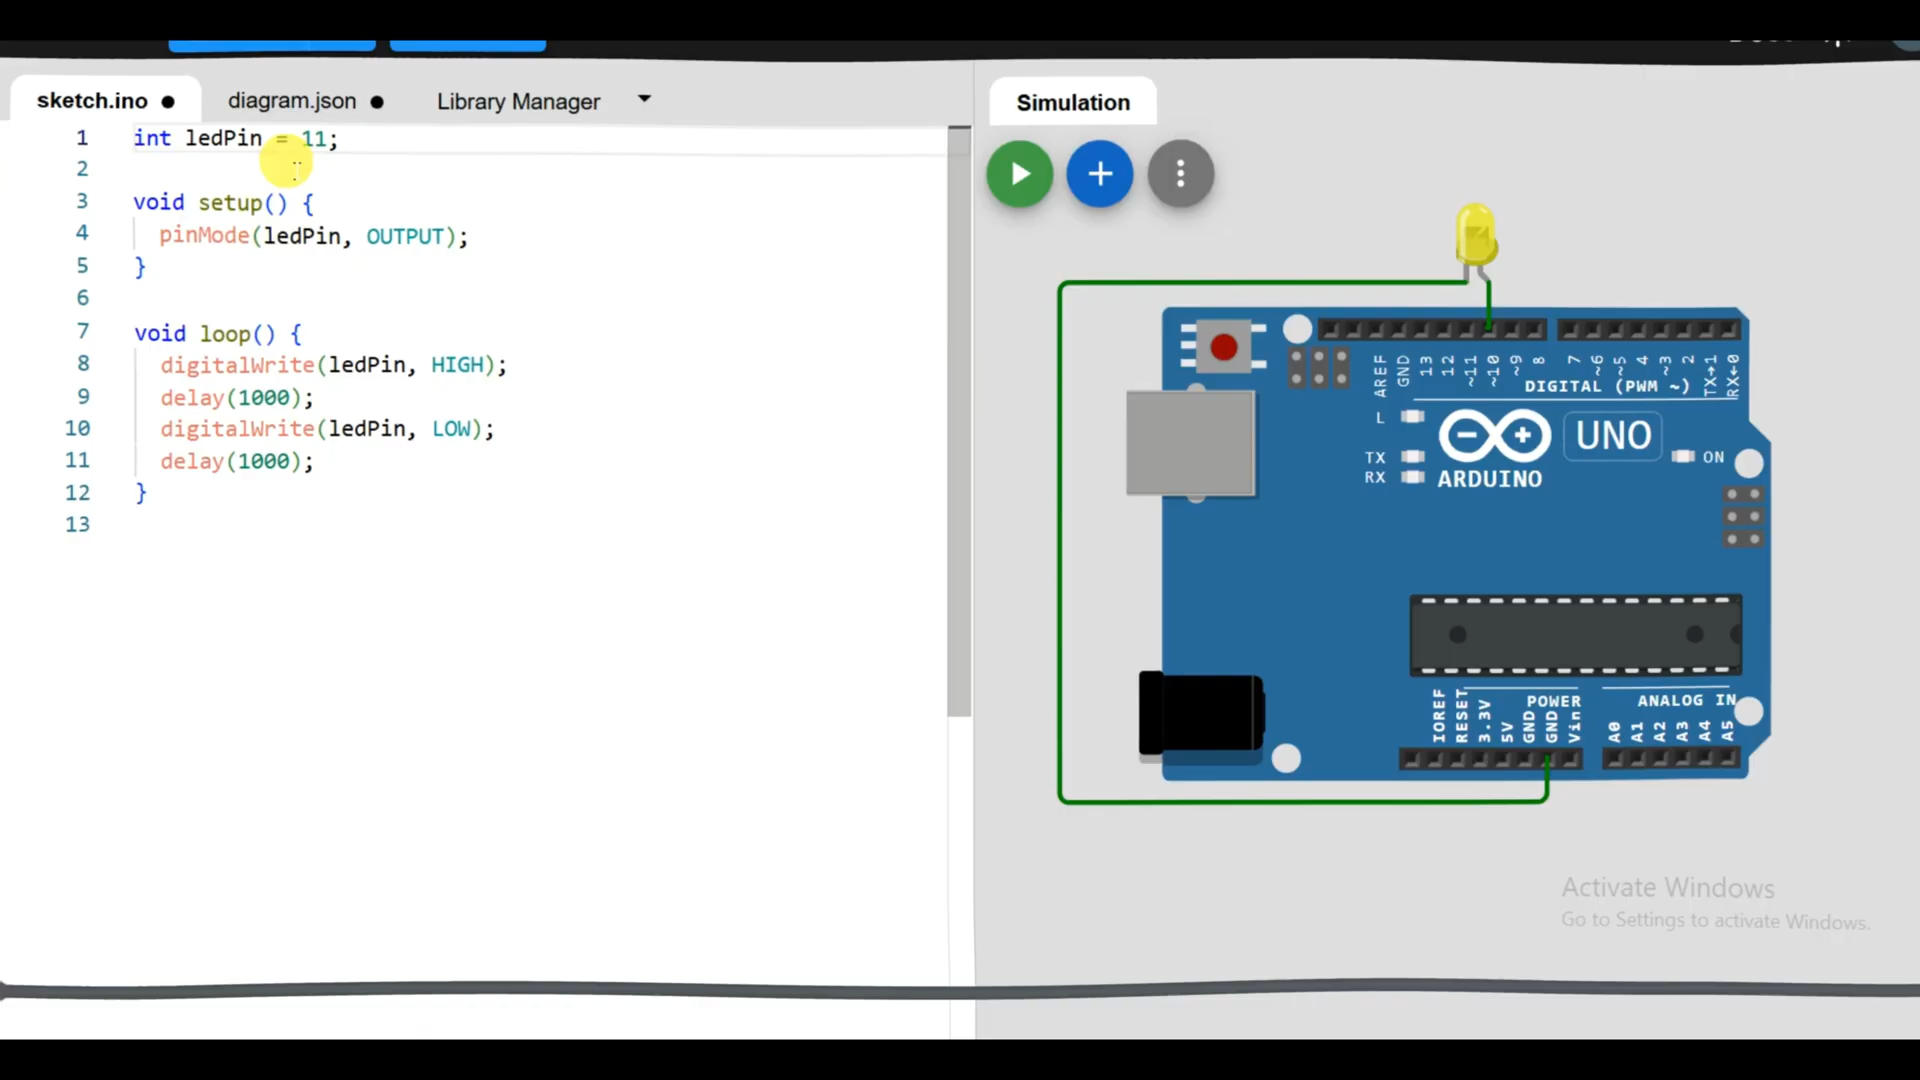 sketch.ino ●
diagram.json ●
Library Manager
1 int ledPin = 11;
2
3 void setup() {
4 pinMode(ledPin, OUTPUT);
5 }
6
7 void loop() {
8 digitalWrite(ledPin, HIGH);
9 delay(1000);
10 digitalWrite(ledPin, LOW);
11 delay(1000);
12 }
13
Simulation
AREF
GND
13
12
~11
~10
~9
8
7
~6
~5
4
~3
2
TX→1
RX←0
DIGITAL (PWM ~)
L
TX
RX
UNO
ON
ARDUINO
IOREF
RESET
3.3V
5V
GND
GND
Vin
POWER
ANALOG IN
A0
A1
A2
A3
A4
A5
Activate Windows
Go to Settings to activate Windows.